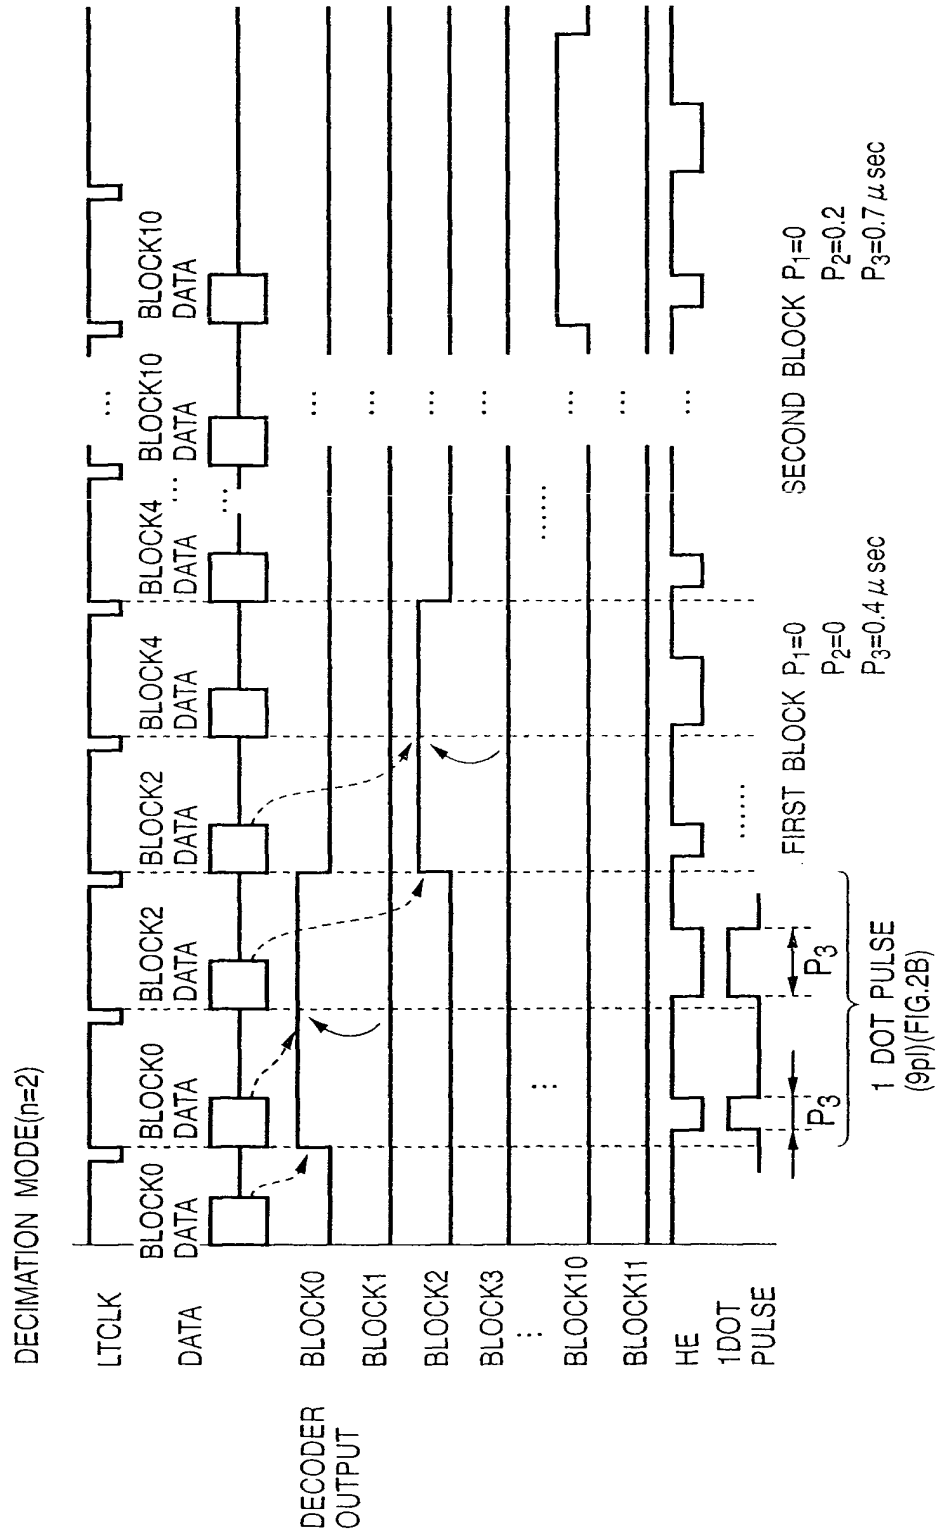 DECIMATION MODE(n=2)
LTCLK
...
DATA
BLOCK0
DATA
BLOCK0
DATA
BLOCK2
DATA
BLOCK2
DATA
BLOCK4
DATA
BLOCK4
DATA
...
...
BLOCK10
DATA
BLOCK10
DATA
DECODER
OUTPUT
BLOCK0
...
BLOCK1
...
BLOCK2
...
BLOCK3
...
...
...
......
BLOCK10
...
BLOCK11
...
HE
...
1DOT
PULSE
P3
P3
......
1 DOT PULSE
(9pl)(FIG.2B)
FIRST BLOCK P1=0
P2=0
P3=0.4 μsec
SECOND BLOCK P1=0
P2=0.2
P3=0.7 μsec